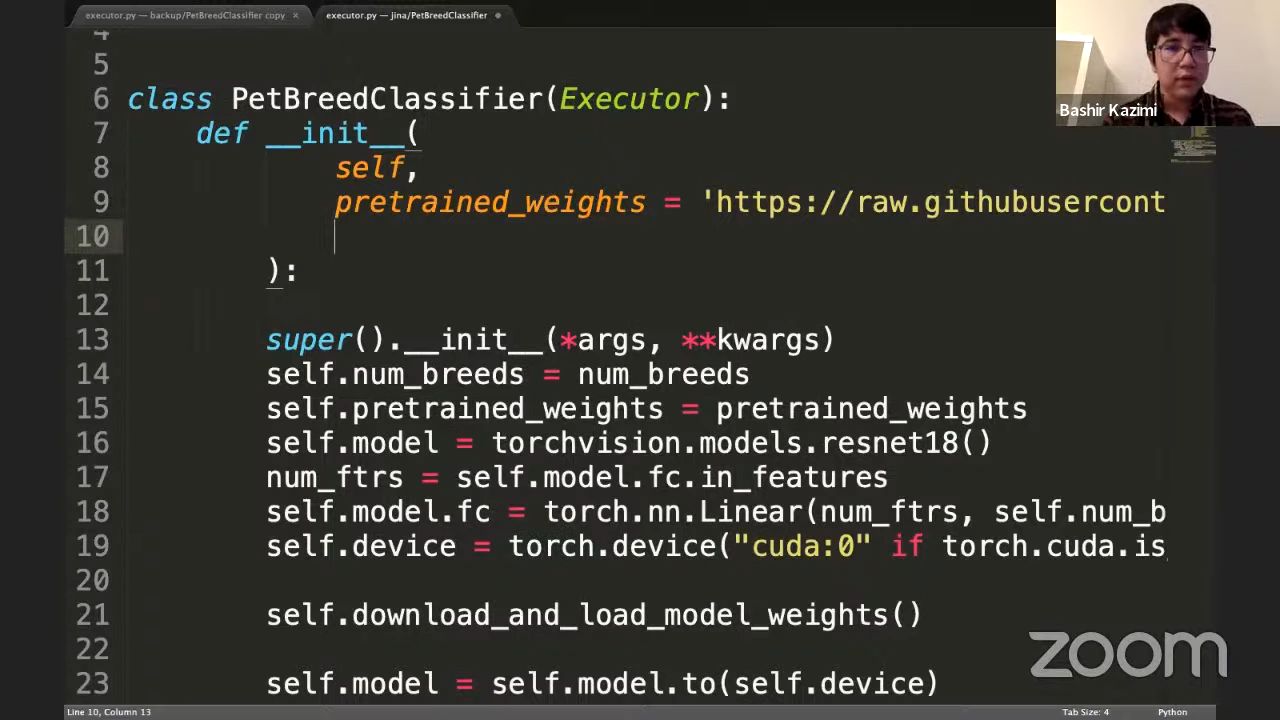 executor.py — backup/PetBreedClassifier copy ×
executor.py — jina/PetBreedClassifier
4
5
6 class PetBreedClassifier(Executor):
7 def __init__(
8 self,
9 pretrained_weights = 'https://raw.githubusercont
10
11 ):
12
13 super().__init__(*args, **kwargs)
14 self.num_breeds = num_breeds
15 self.pretrained_weights = pretrained_weights
16 self.model = torchvision.models.resnet18()
17 num_ftrs = self.model.fc.in_features
18 self.model.fc = torch.nn.Linear(num_ftrs, self.num_b
19 self.device = torch.device("cuda:0" if torch.cuda.is
20
21 self.download_and_load_model_weights()
22
23 self.model = self.model.to(self.device)
Bashir Kazimi
zoom
Line 10, Column 13
Tab Size: 4
Python